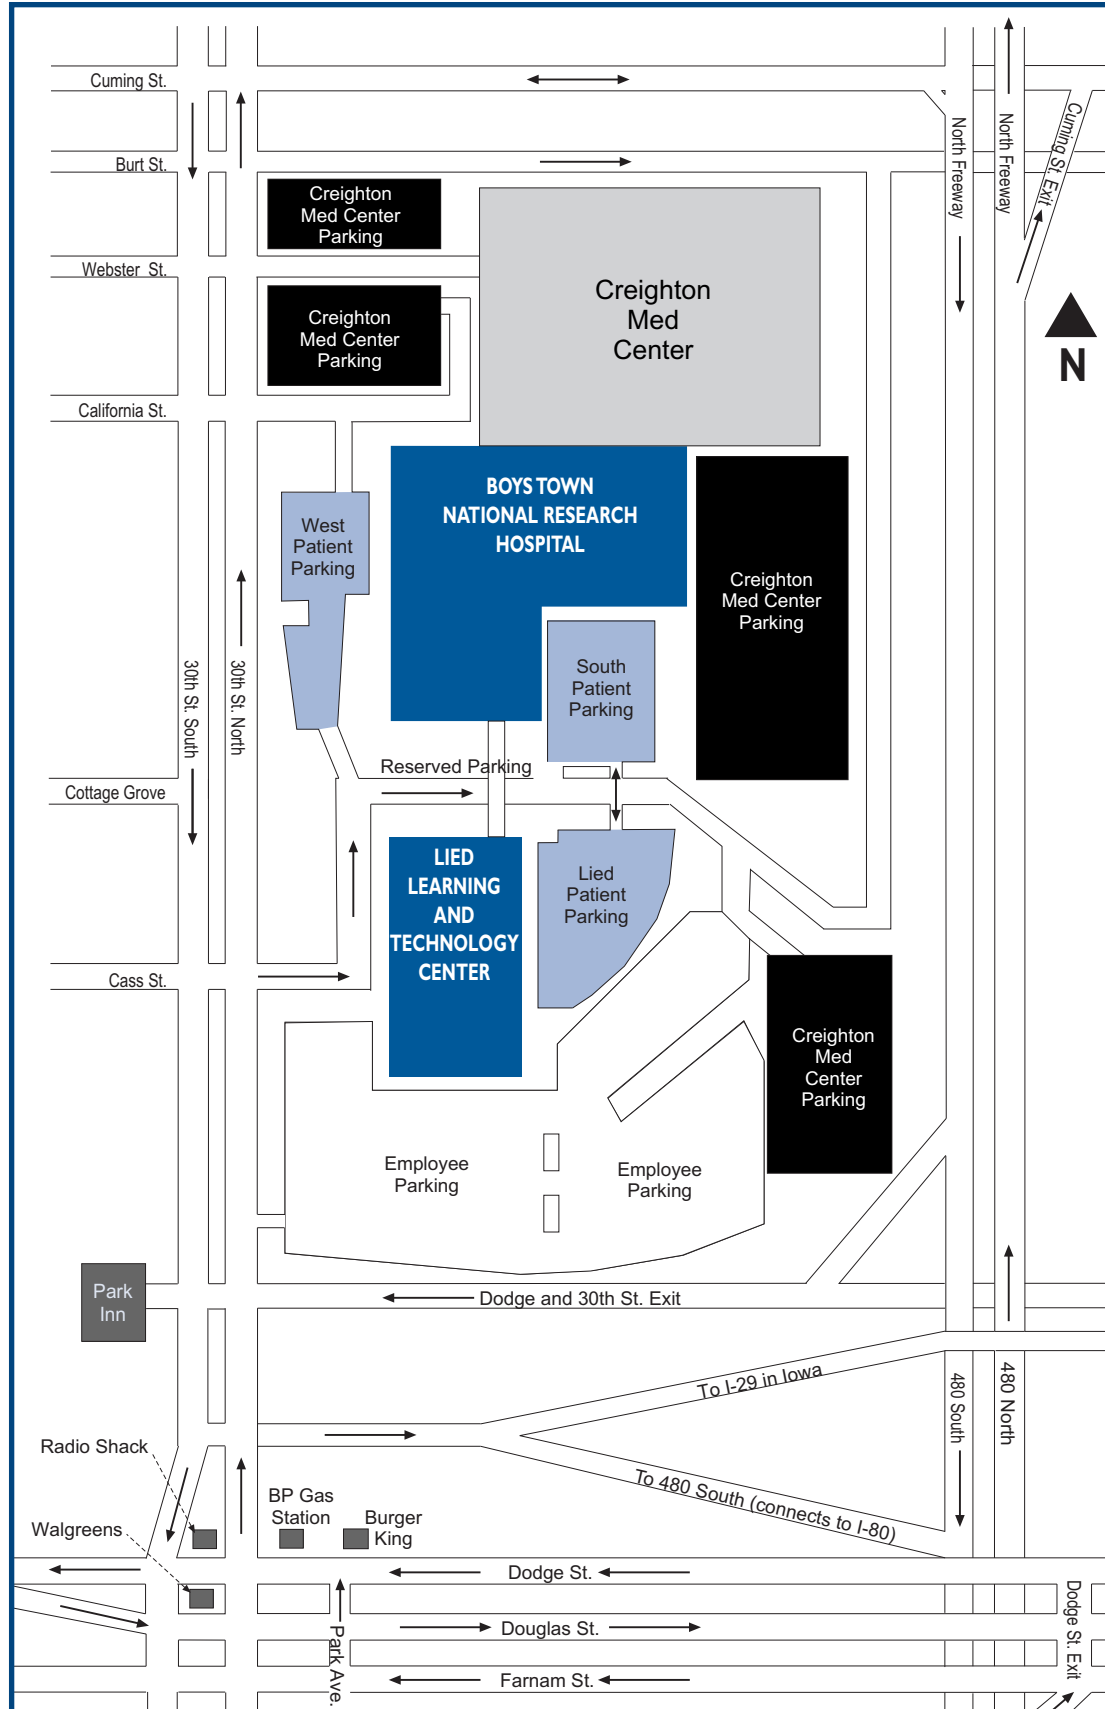 Cuming St.
Burt St.
North Freeway
North Freeway
Cuming St. Exit
Creighton
Med Center
Parking
Webster St.
Creighton
Med
Center
Creighton
Med Center
Parking
N
California St.
BOYS TOWN
NATIONAL RESEARCH
HOSPITAL
West
Patient
Parking
Creighton
Med Center
Parking
30th St. South
30th St. North
South
Patient
Parking
Reserved Parking
Cottage Grove
LIED
LEARNING
AND
TECHNOLOGY
CENTER
Lied
Patient
Parking
Cass St.
Creighton
Med
Center
Parking
Employee
Parking
Employee
Parking
Park
Inn
Dodge and 30th St. Exit
To I-29 in Iowa
480 South
480 North
Radio Shack
To 480 South (connects to I-80)
BP Gas
Station
Burger
King
Walgreens
Dodge St.
Dodge St. Exit
Douglas St.
Park Ave.
Farnam St.